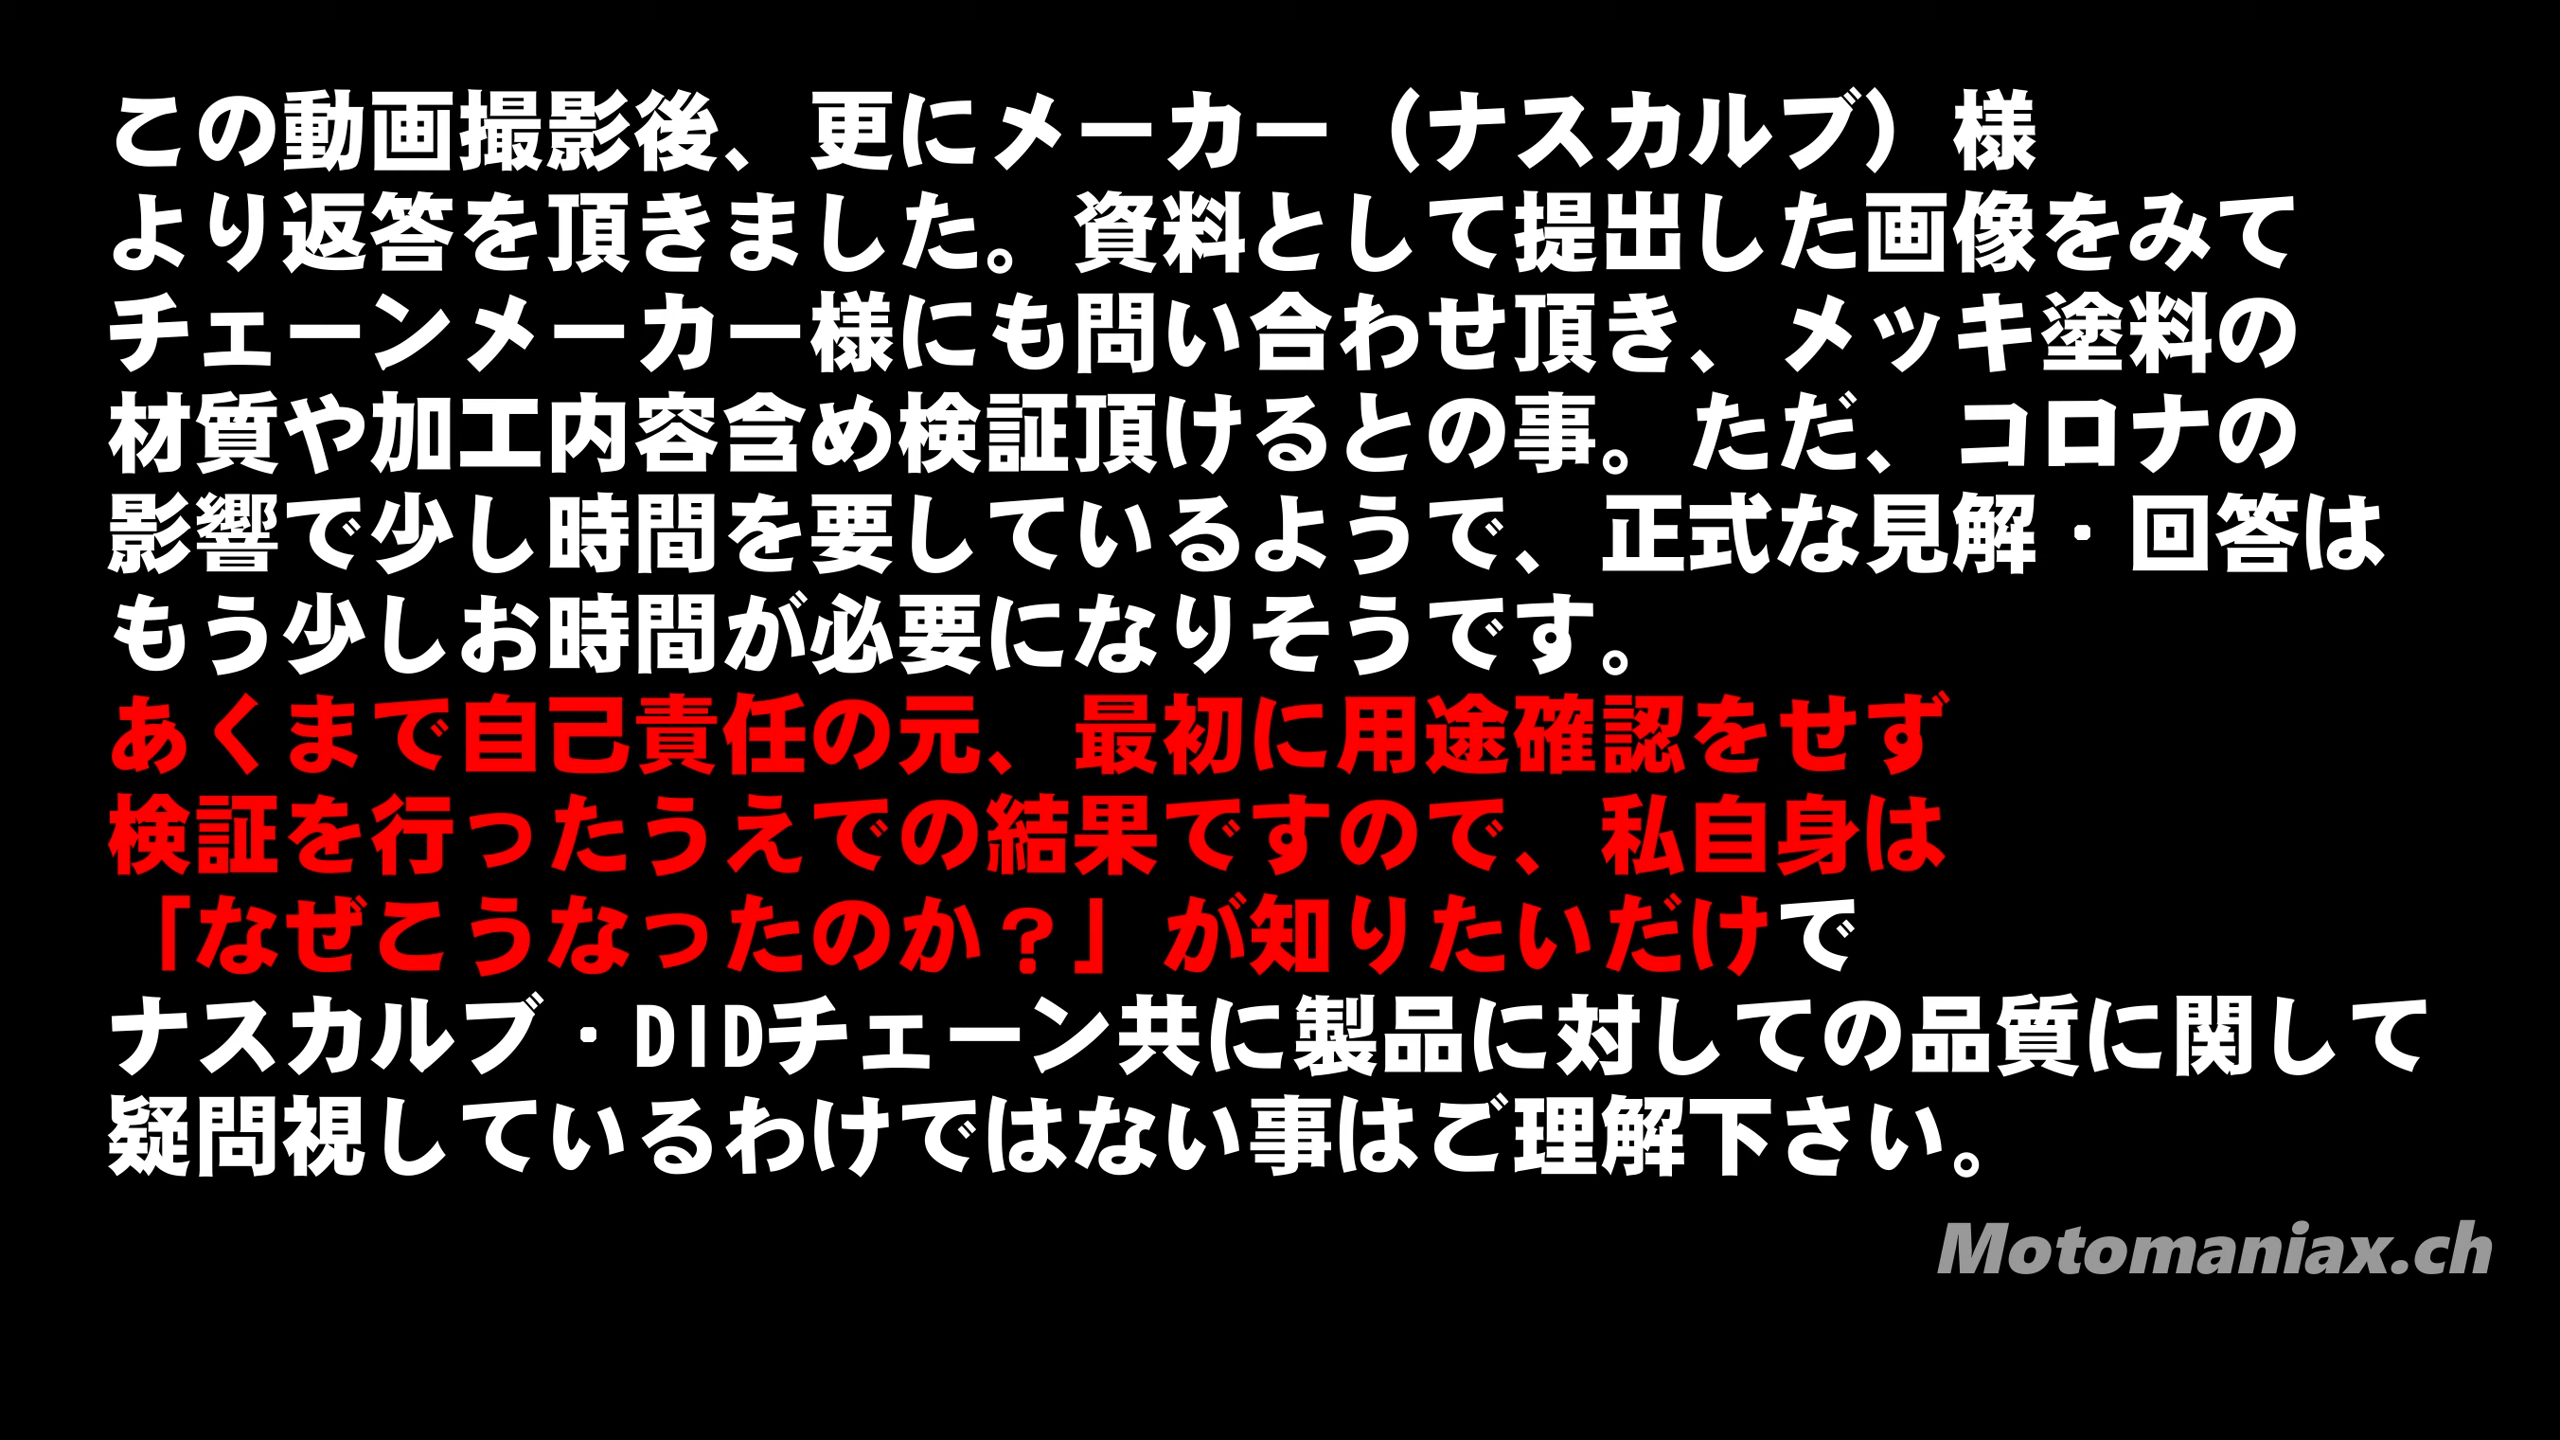 この動画撮影後、更にメーカー（ナスカルブ）様
より返答を頂きました。資料として提出した画像をみて
チェーンメーカー様にも問い合わせ頂き、メッキ塗料の
材質や加工内容含め検証頂けるとの事。ただ、コロナの
影響で少し時間を要しているようで、正式な見解・回答は
もう少しお時間が必要になりそうです。
あくまで自己責任の元、最初に用途確認をせず
検証を行ったうえでの結果ですので、私自身は
「なぜこうなったのか？」が知りたいだけで
ナスカルブ・DIDチェーン共に製品に対しての品質に関して
疑問視しているわけではない事はご理解下さい。
Motomaniax.ch